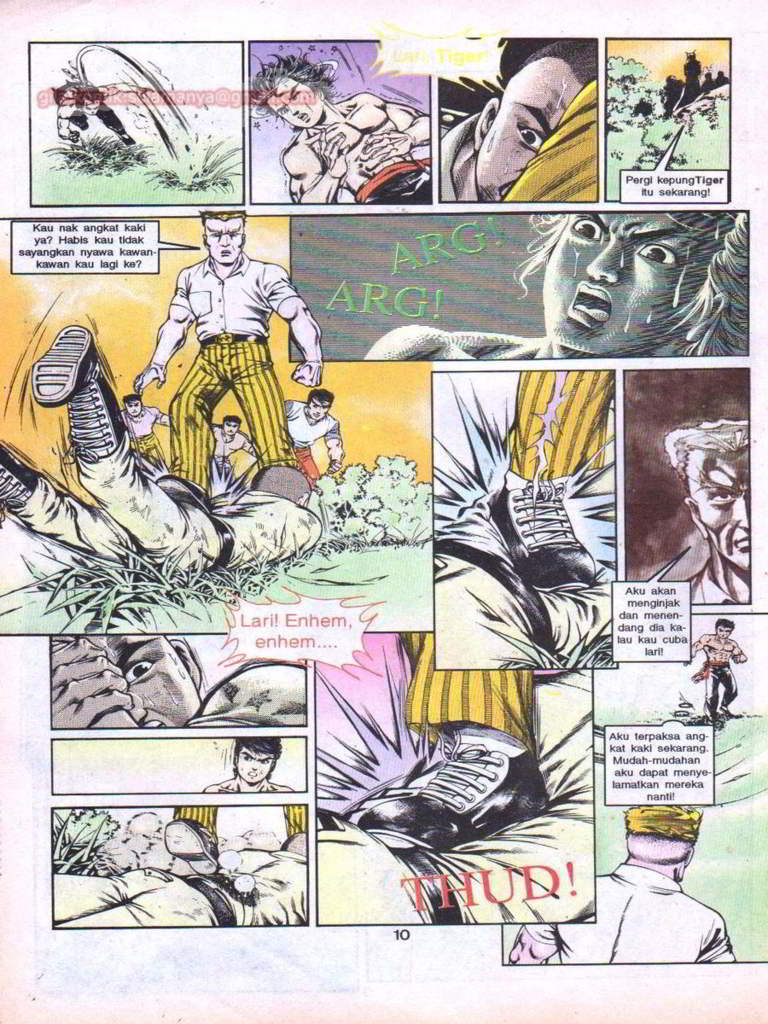 Lari, Tiger
Pergi kepungTiger
itu sekarang!
Kau nak angkat kaki
ya? Habis kau tidak
sayangkan nyawa kawan-
kawan kau lagi ke?
ARG!
ARG!
Aku akan
menginjak
dan menen-
dang dia ka-
lau kau cuba
lari!
Lari! Enhem,
enhem....
Aku terpaksa ang-
kat kaki sekarang.
Mudah-mudahan
aku dapat menye-
lamatkan mereka
nanti!
THUD!
10